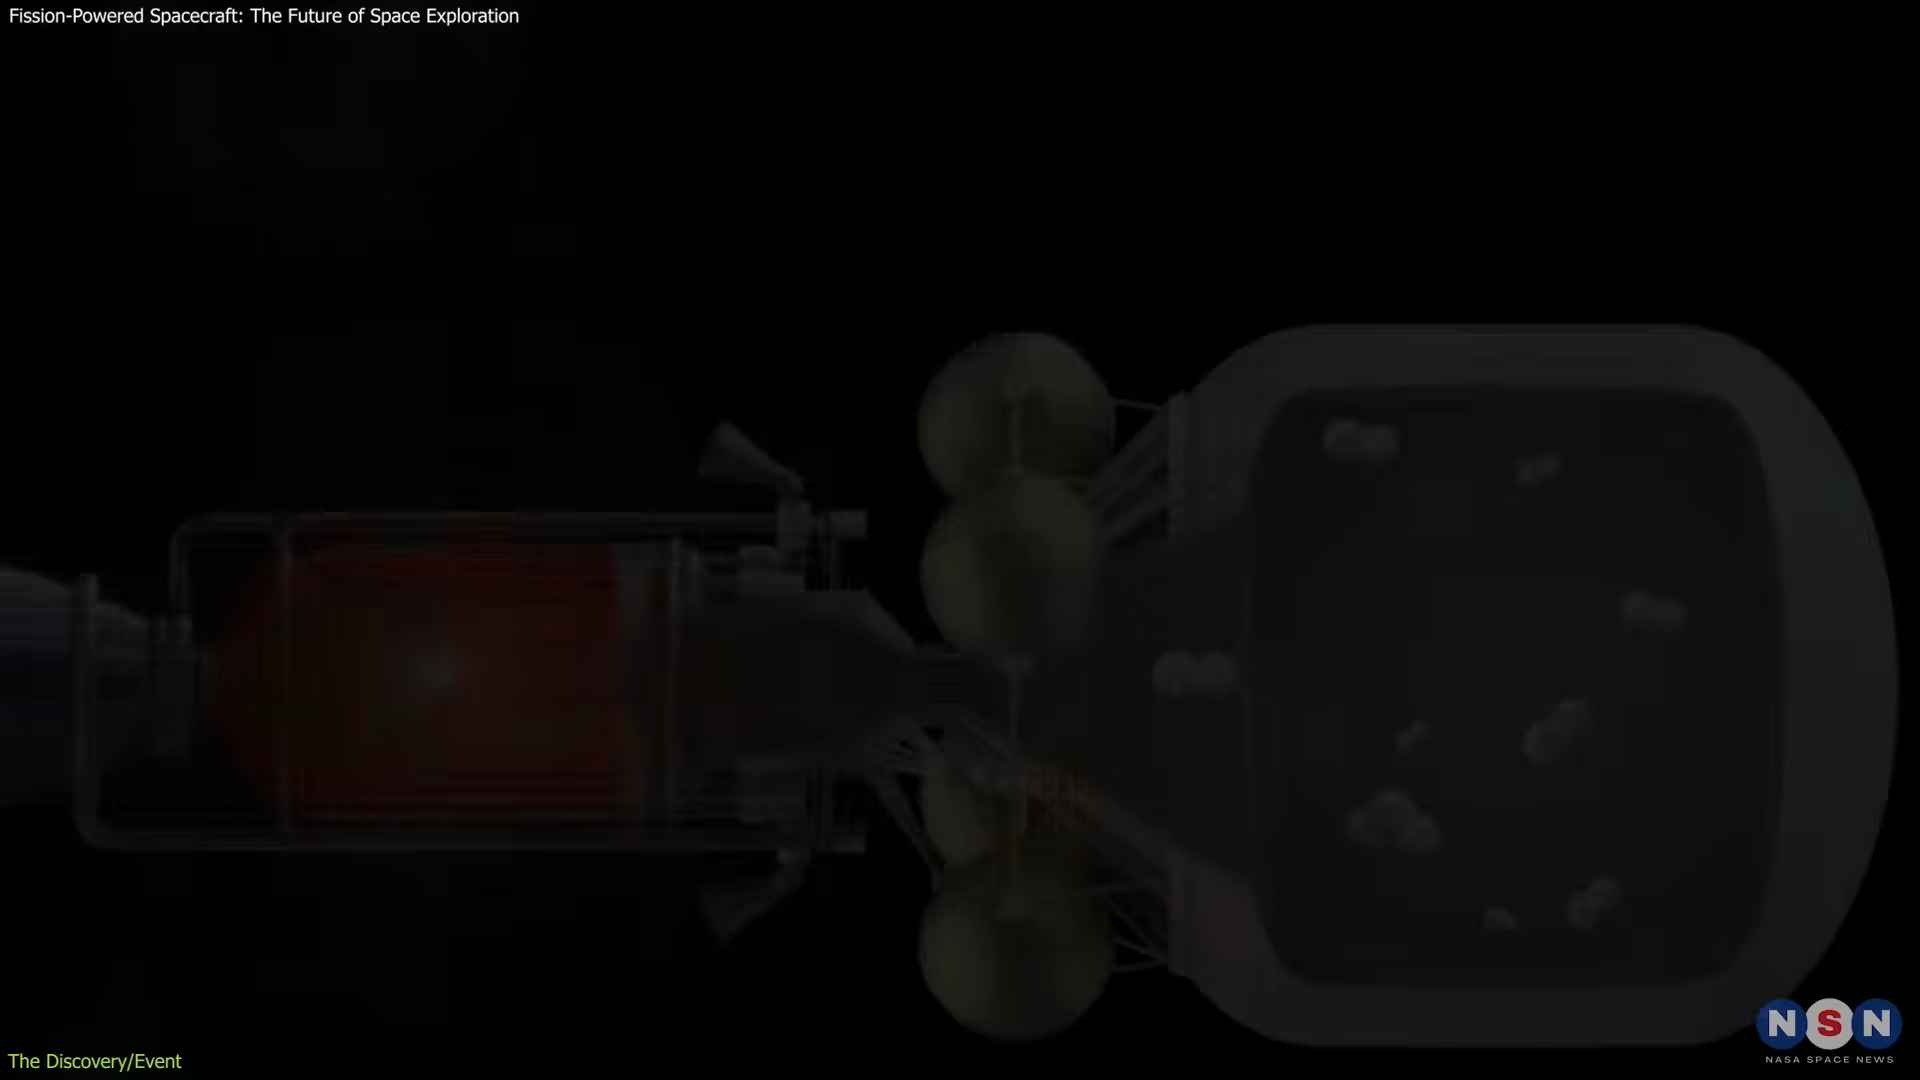 Fission-Powered Spacecraft: The Future of Space Exploration
The Discovery/Event
NSN
NASA SPACE NEWS